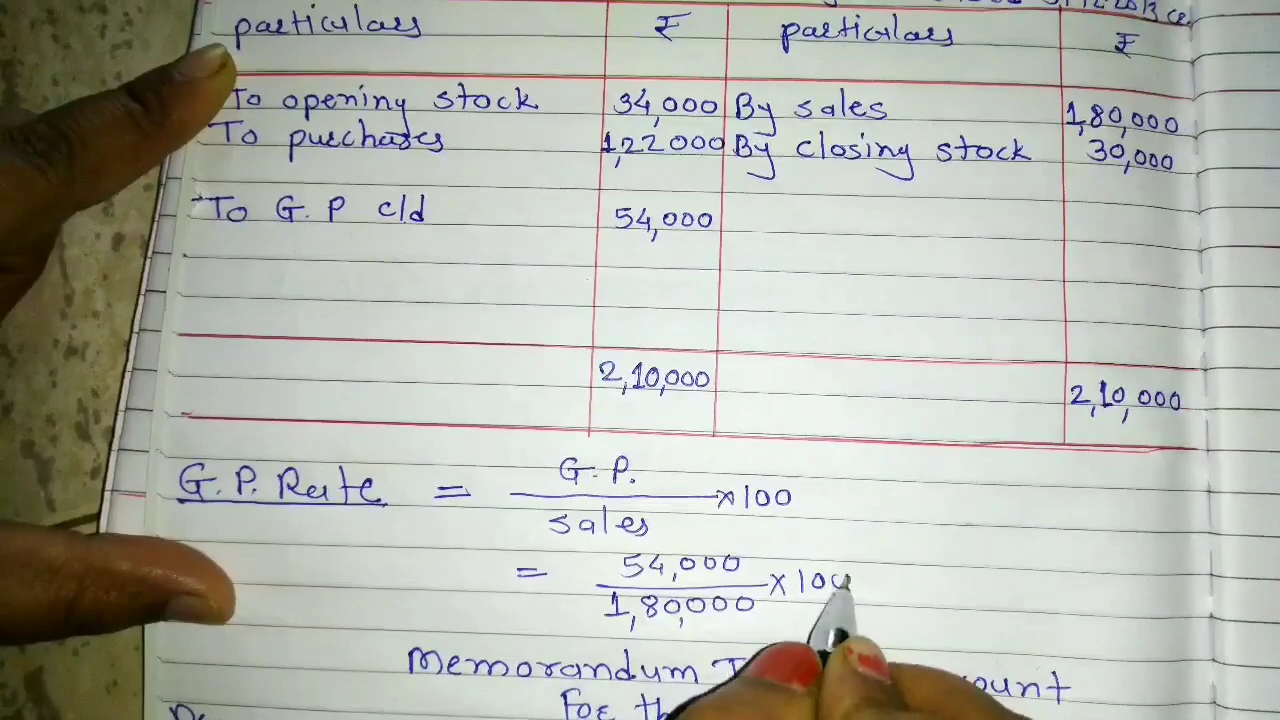 particulars ₹ particulars ₹
To opening stock 34,000 By sales 1,80,000
To purchases 1,22000 By closing stock 30,000
To G.P c/d 54,000
2,10,000 2,10,000
G.P. Rate = G.P. / sales ×100
= 54,000 / 1,80,000 ×100
Memorandum
For